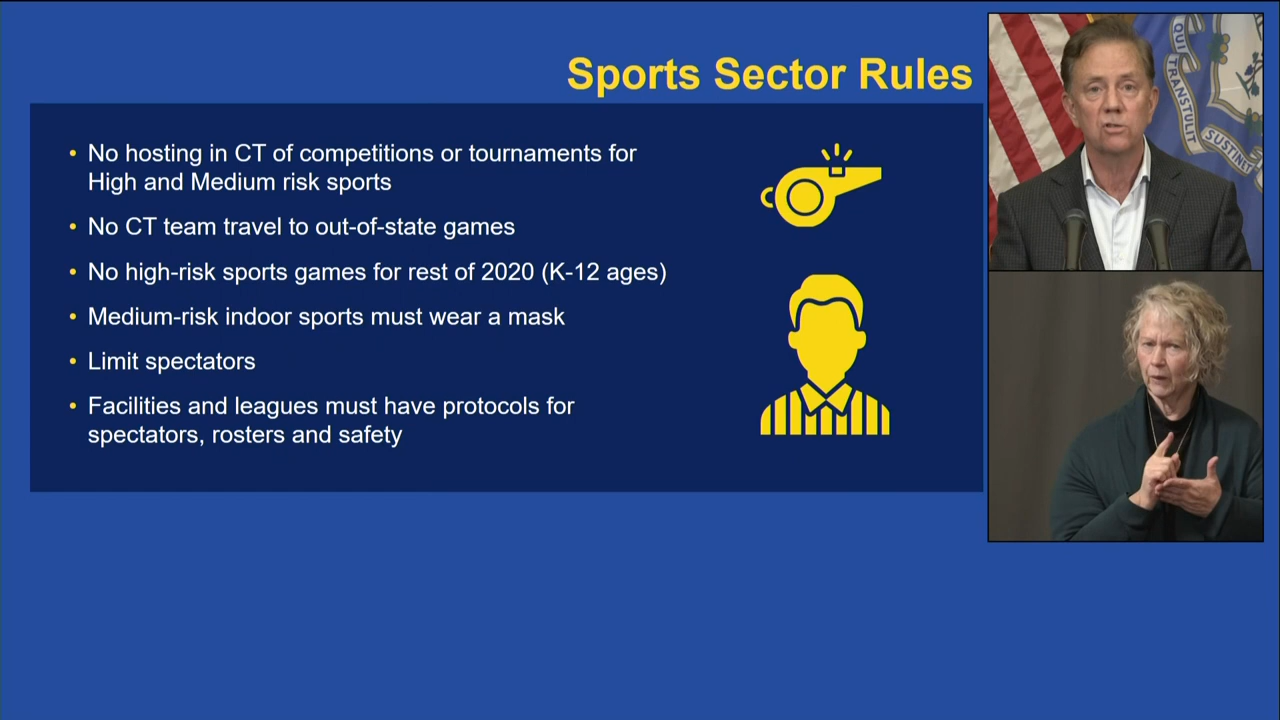 Sports Sector Rules
• No hosting in CT of competitions or tournaments for
High and Medium risk sports
• No CT team travel to out-of-state games
• No high-risk sports games for rest of 2020 (K-12 ages)
• Medium-risk indoor sports must wear a mask
• Limit spectators
• Facilities and leagues must have protocols for
spectators, rosters and safety
QUI
TRANSTULIT
SUSTINET